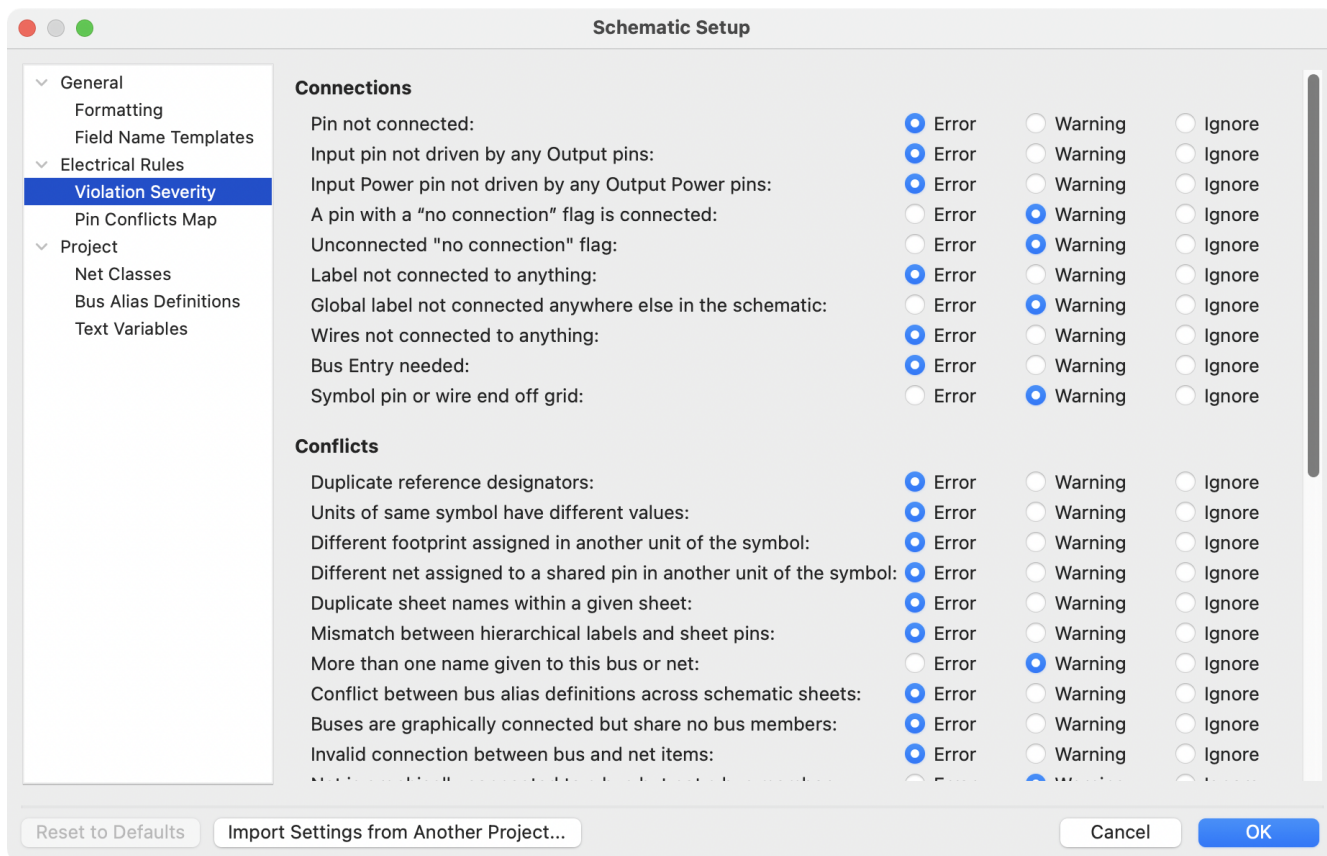 Schematic Setup
General
Formatting
Field Name Templates
Electrical Rules
Violation Severity
Pin Conflicts Map
Project
Net Classes
Bus Alias Definitions
Text Variables
Connections
Pin not connected: Error Warning Ignore
Input pin not driven by any Output pins: Error Warning Ignore
Input Power pin not driven by any Output Power pins: Error Warning Ignore
A pin with a “no connection” flag is connected: Error Warning Ignore
Unconnected "no connection" flag: Error Warning Ignore
Label not connected to anything: Error Warning Ignore
Global label not connected anywhere else in the schematic: Error Warning Ignore
Wires not connected to anything: Error Warning Ignore
Bus Entry needed: Error Warning Ignore
Symbol pin or wire end off grid: Error Warning Ignore
Conflicts
Duplicate reference designators: Error Warning Ignore
Units of same symbol have different values: Error Warning Ignore
Different footprint assigned in another unit of the symbol: Error Warning Ignore
Different net assigned to a shared pin in another unit of the symbol: Error Warning Ignore
Duplicate sheet names within a given sheet: Error Warning Ignore
Mismatch between hierarchical labels and sheet pins: Error Warning Ignore
More than one name given to this bus or net: Error Warning Ignore
Conflict between bus alias definitions across schematic sheets: Error Warning Ignore
Buses are graphically connected but share no bus members: Error Warning Ignore
Invalid connection between bus and net items: Error Warning Ignore
Reset to Defaults
Import Settings from Another Project...
Cancel
OK